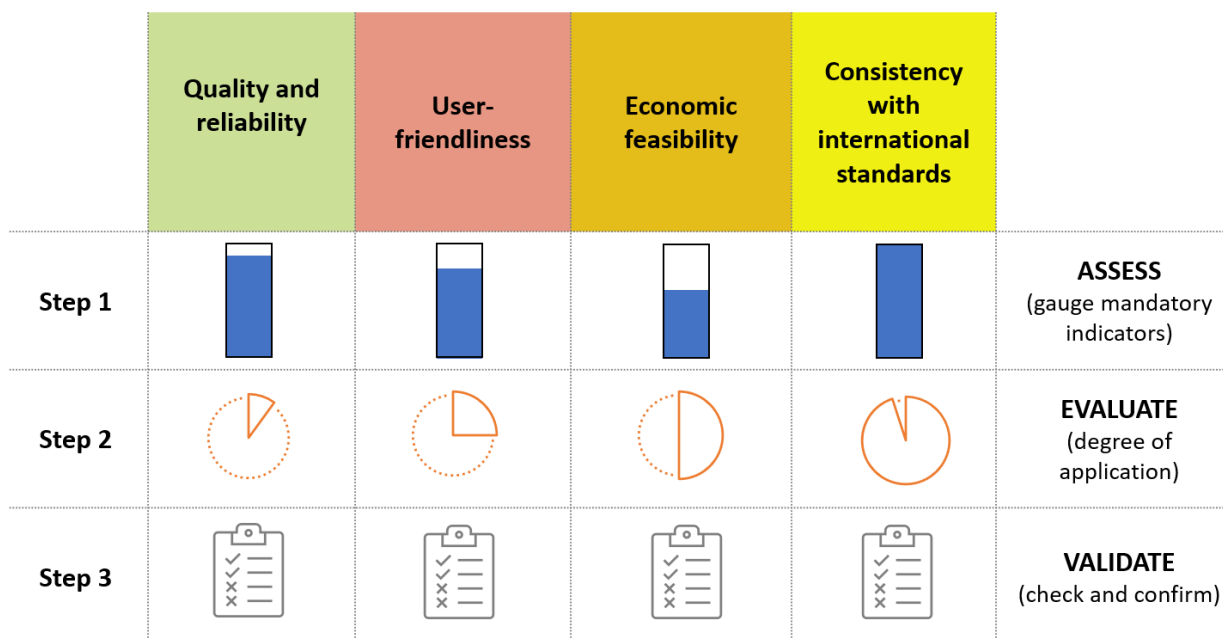 Quality and
reliability
User-
friendliness
Economic
feasibility
Consistency
with
international
standards
Step 1
ASSESS
(gauge mandatory
indicators)
Step 2
EVALUATE
(degree of
application)
Step 3
VALIDATE
(check and confirm)